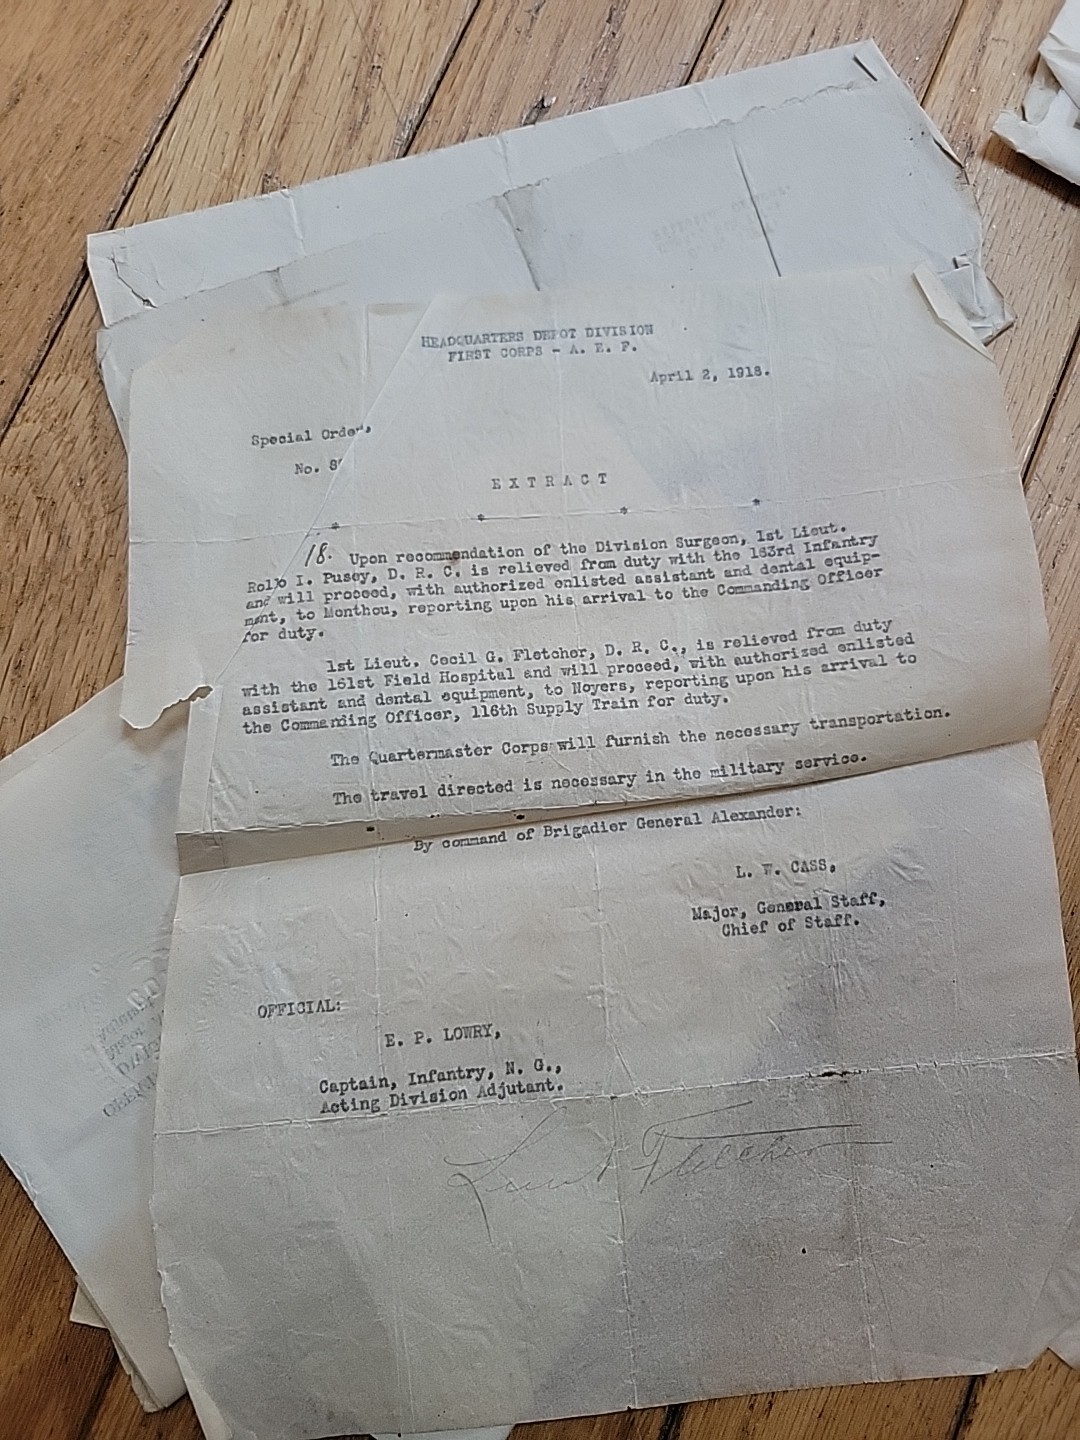 HEADQUARTERS DEPOT DIVISION
FIRST CORPS - A. E. F.
April 2, 1918.
Special Order,
No. 8
E X T R A C T
* * * *
18. Upon recommendation of the Division Surgeon, 1st Lieut.
Rollo I. Pusey, D. R. C. is relieved from duty with the 163rd Infantry
and will proceed, with authorized enlisted assistant and dental equip-
ment, to Monthou, reporting upon his arrival to the Commanding Officer
for duty.
1st Lieut. Cecil G. Fletcher, D. R. C., is relieved from duty
with the 161st Field Hospital and will proceed, with authorized enlisted
assistant and dental equipment, to Noyers, reporting upon his arrival to
the Commanding Officer, 116th Supply Train for duty.
The Quartermaster Corps will furnish the necessary transportation.
The travel directed is necessary in the military service.
By command of Brigadier General Alexander:
L. W. CASS,
Major, General Staff,
Chief of Staff.
OFFICIAL:
E. P. LOWRY,
Captain, Infantry, N. G.,
Acting Division Adjutant.
Lieut Fletcher